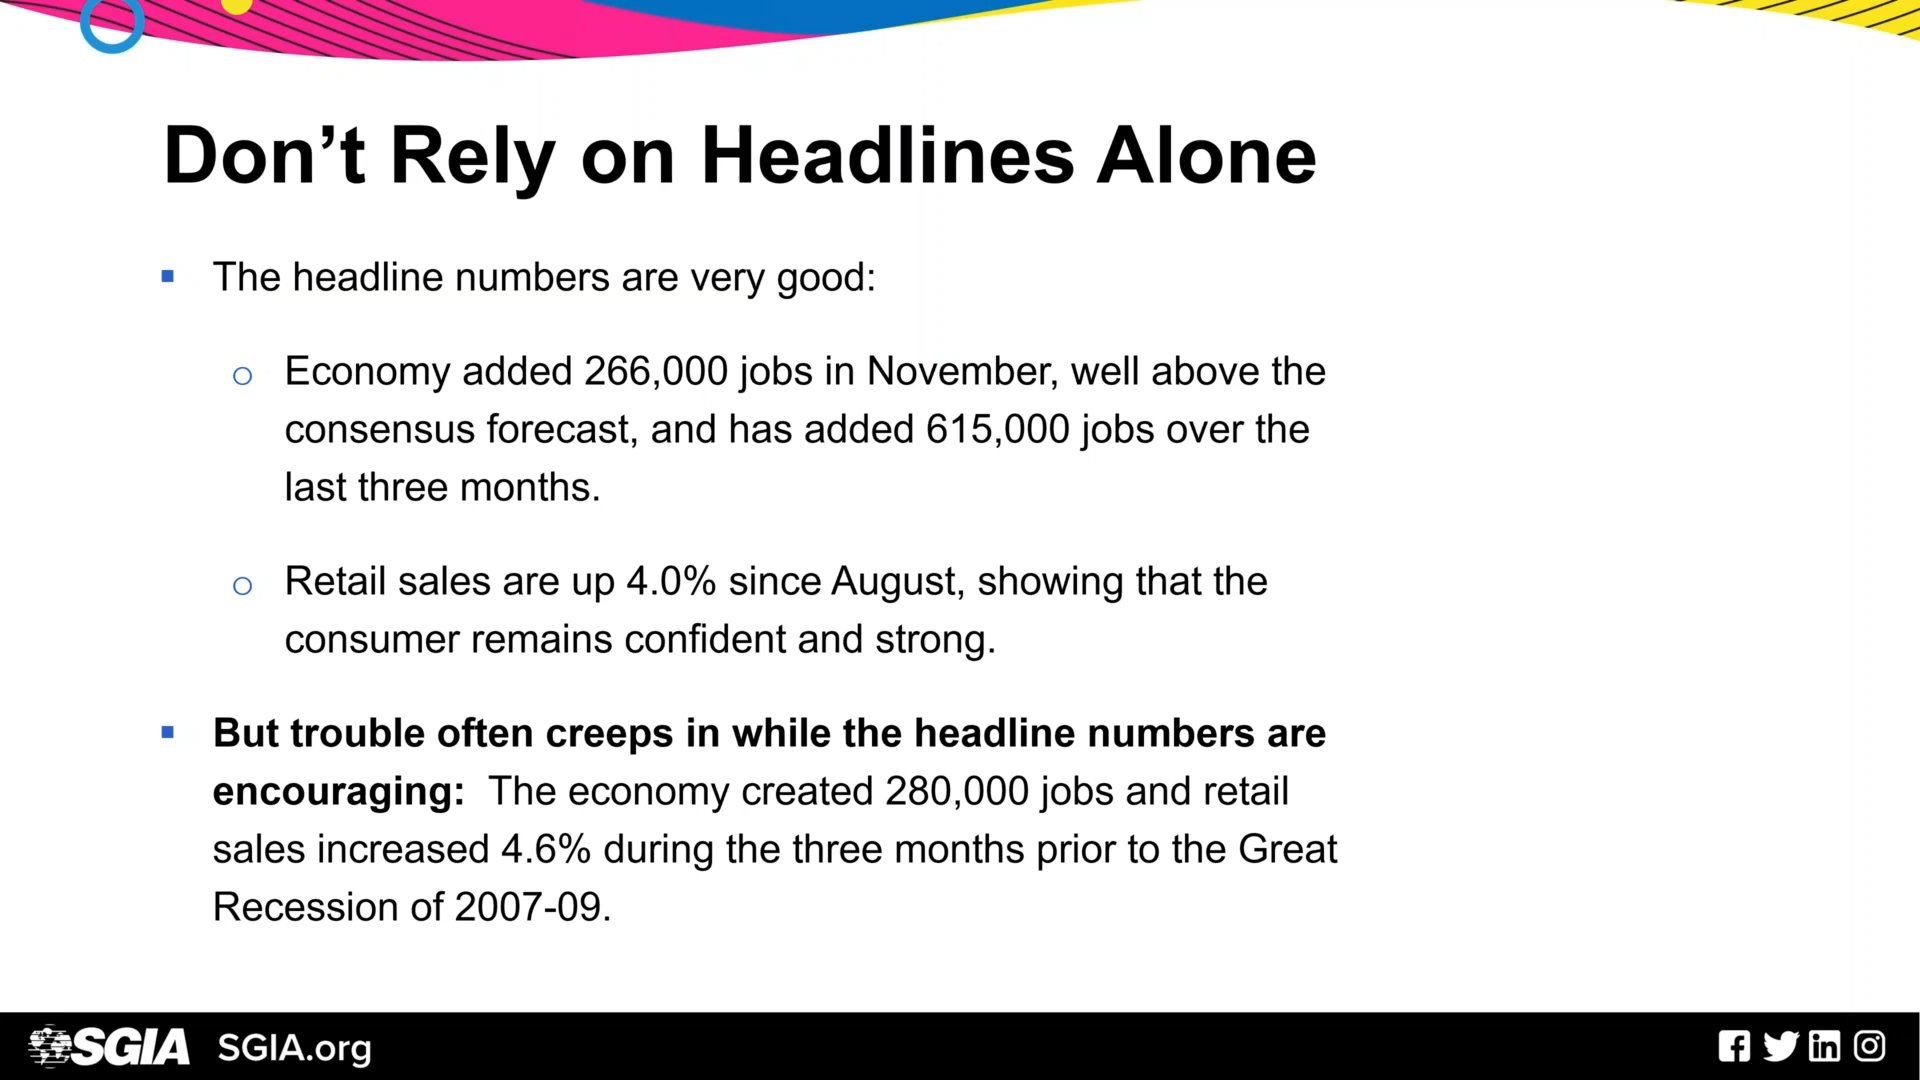 Don’t Rely on Headlines Alone
▪ The headline numbers are very good:
o Economy added 266,000 jobs in November, well above the
consensus forecast, and has added 615,000 jobs over the
last three months.
o Retail sales are up 4.0% since August, showing that the
consumer remains confident and strong.
▪ But trouble often creeps in while the headline numbers are
encouraging:  The economy created 280,000 jobs and retail
sales increased 4.6% during the three months prior to the Great
Recession of 2007-09.
SGIA SGIA.org